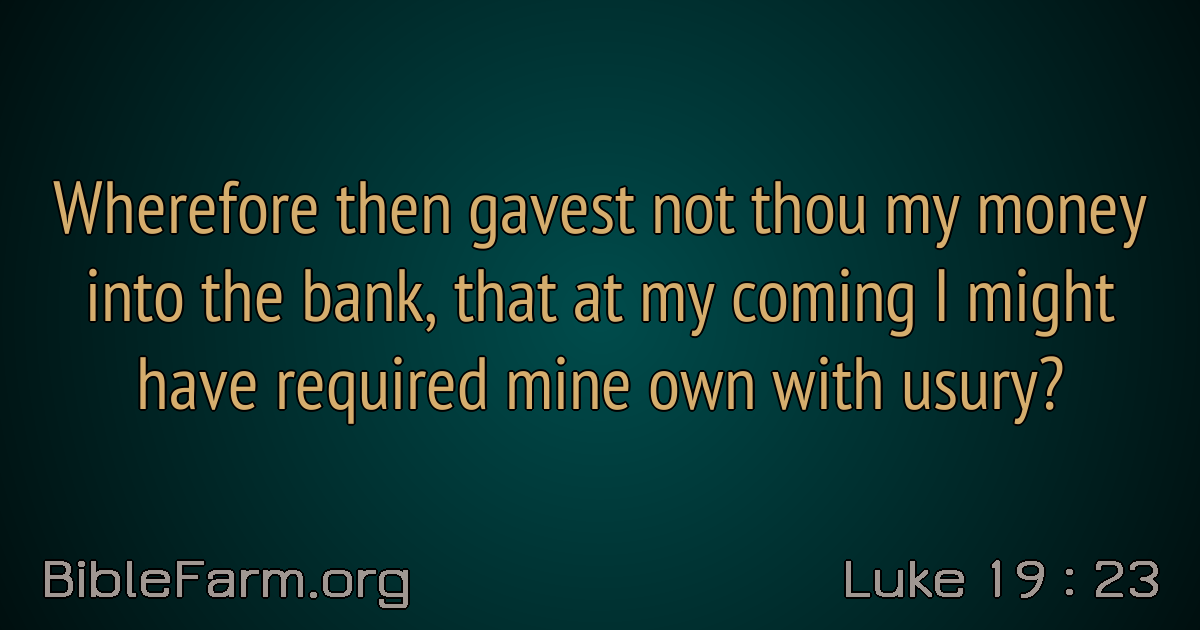 Wherefore then gavest not thou my money
into the bank, that at my coming I might
have required mine own with usury?
BibleFarm.org
Luke 19 : 23